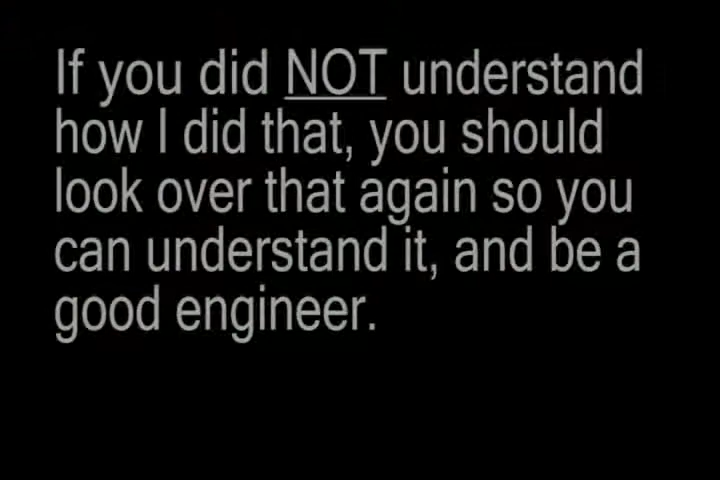 If you did NOT understand
how I did that, you should
look over that again so you
can understand it, and be a
good engineer.